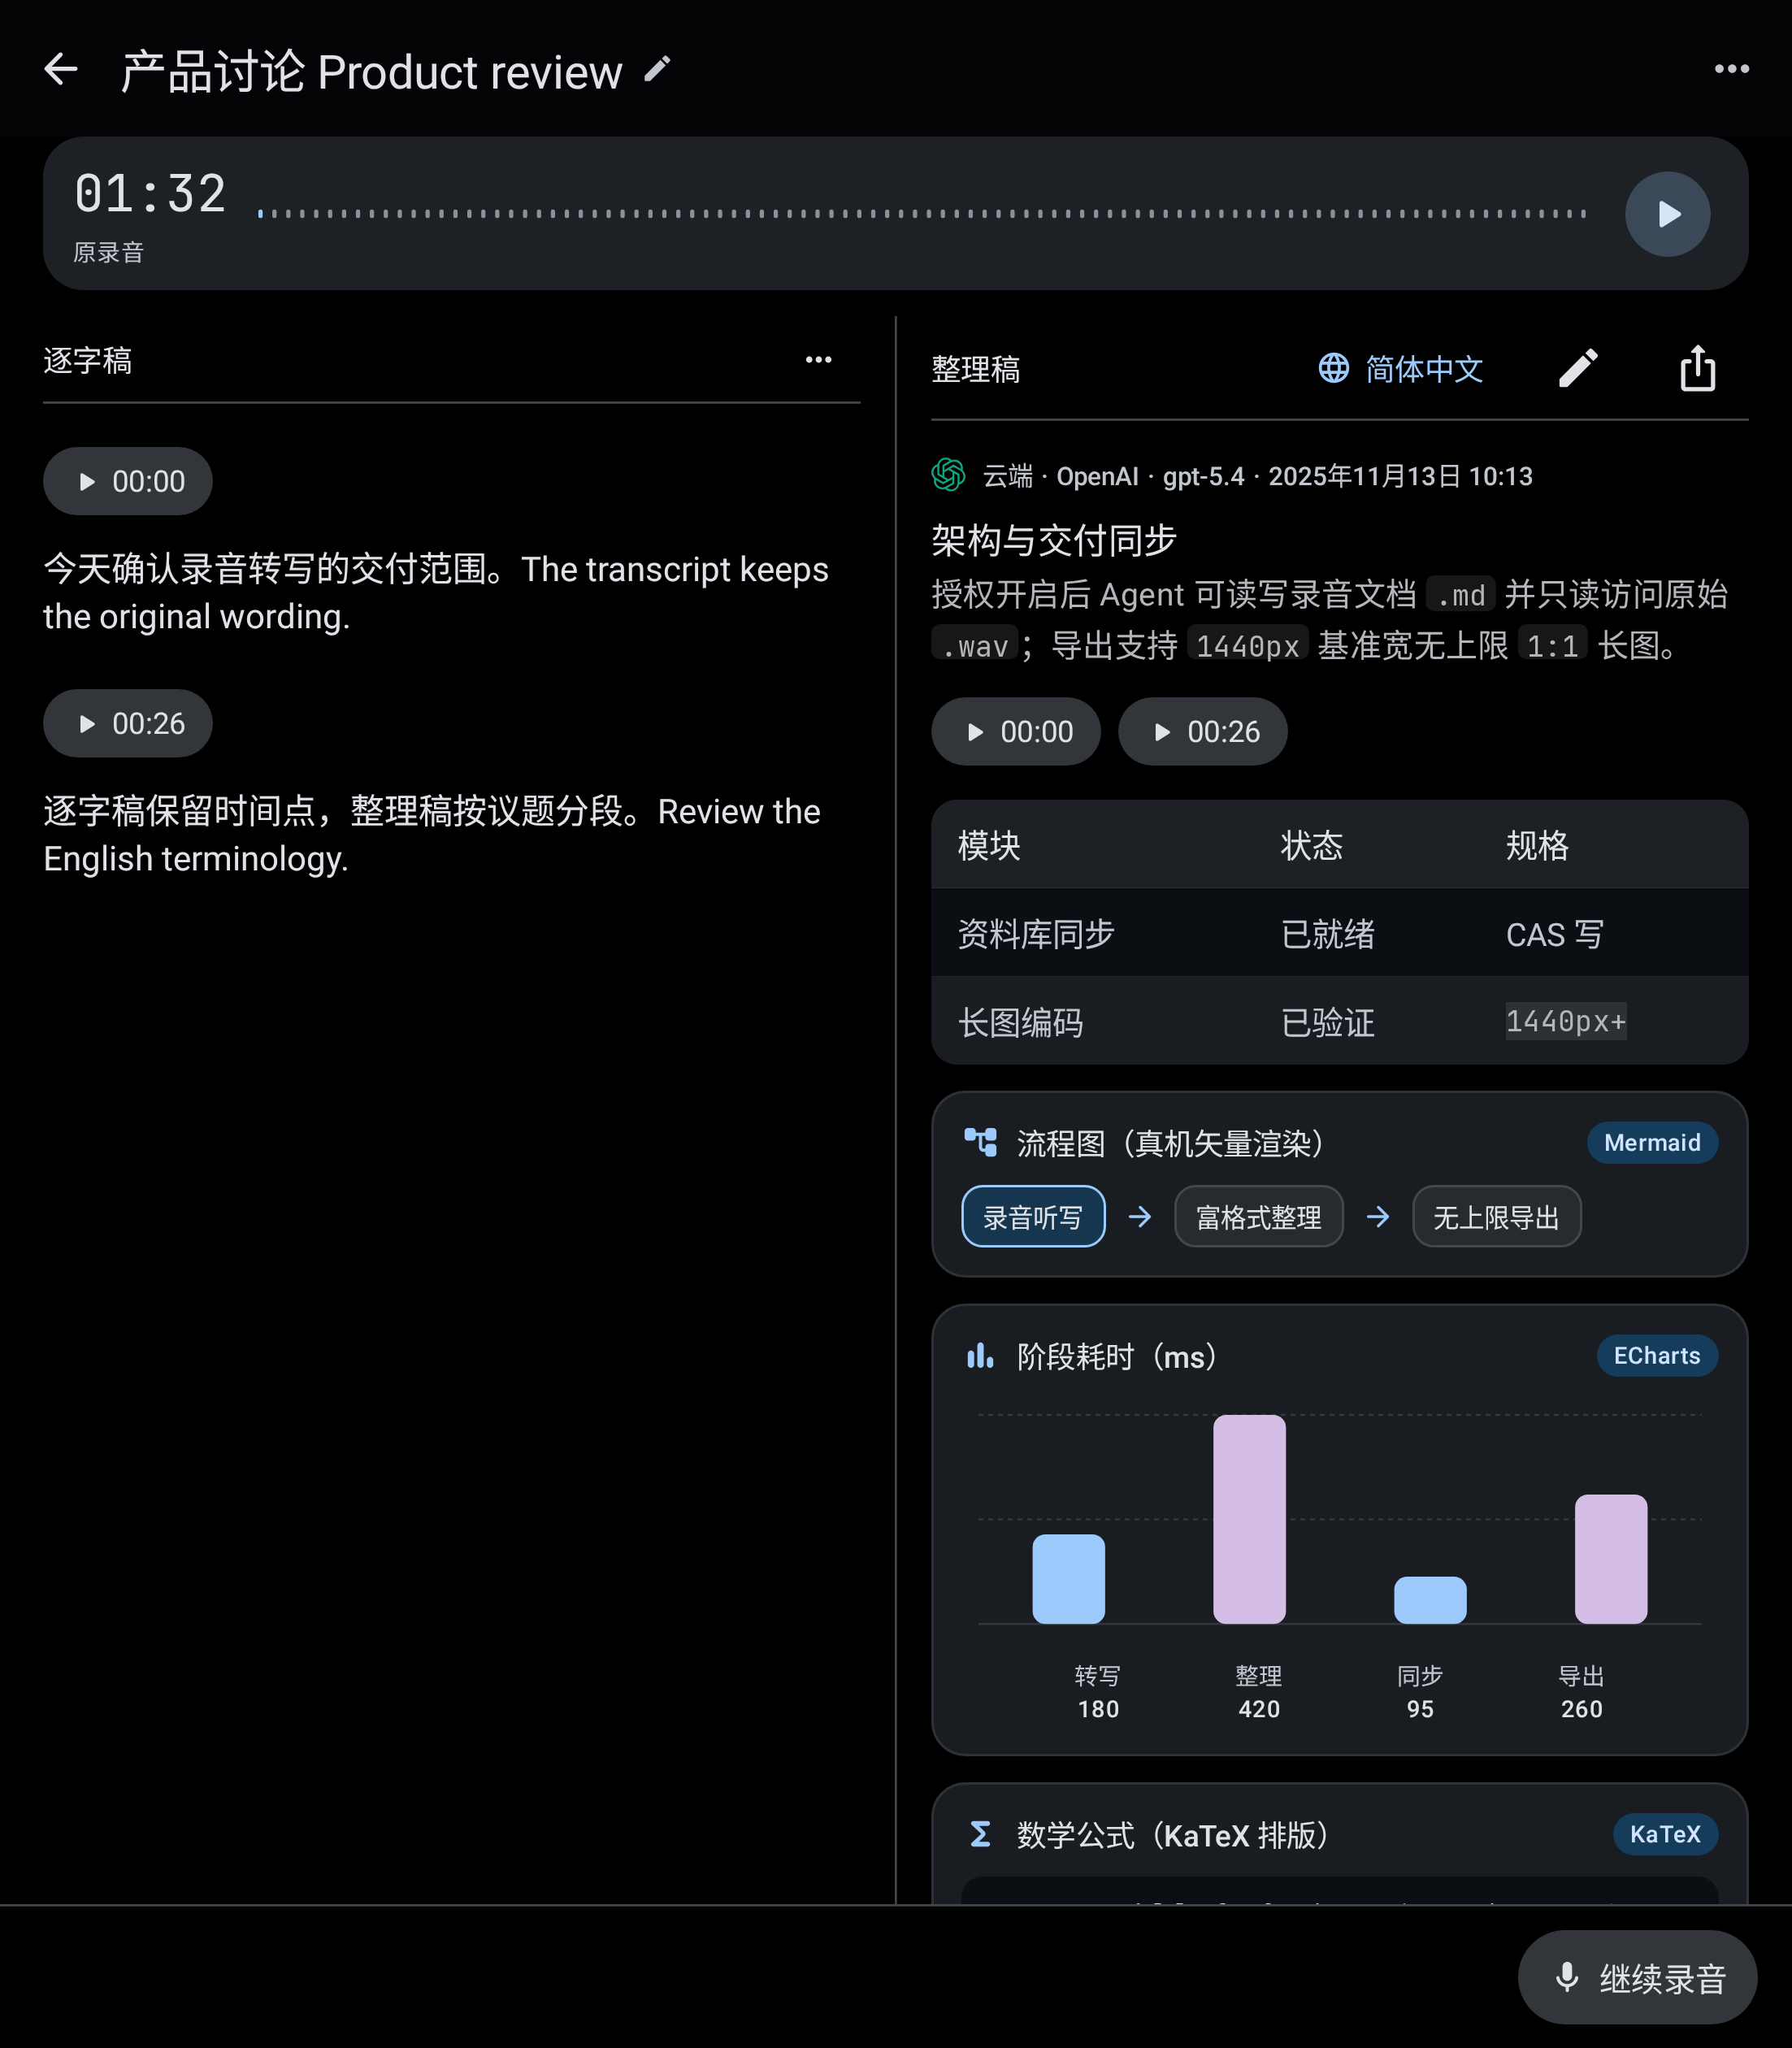 产品讨论 Product review
01:32
原录音
逐字稿
00:00
今天确认录音转写的交付范围。The transcript keeps
the original wording.
00:26
逐字稿保留时间点，整理稿按议题分段。Review the
English terminology.
整理稿
简体中文
云端 · OpenAI · gpt-5.4 · 2025年11月13日 10:13
架构与交付同步
授权开启后 Agent 可读写录音文档 .md 并只读访问原始
.wav；导出支持 1440px 基准宽无上限 1:1 长图。
00:00 00:26
模块 状态 规格
资料库同步 已就绪 CAS 写
长图编码 已验证 1440px+
流程图（真机矢量渲染） Mermaid
录音听写 → 富格式整理 → 无上限导出
阶段耗时（ms） ECharts
转写 整理 同步 导出
180 420 95 260
数学公式（KaTeX 排版） KaTeX
继续录音